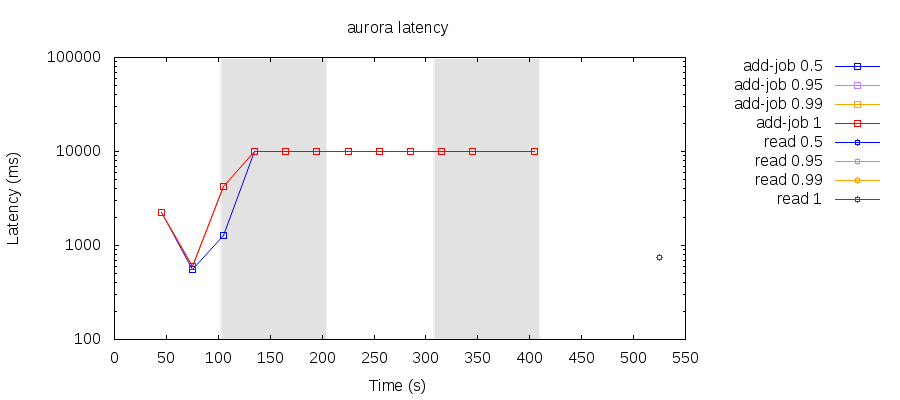 aurora latency
100000
10000
1000
100
Latency (ms)
0 50 100 150 200 250 300 350 400 450 500 550
Time (s)
add-job 0.5
add-job 0.95
add-job 0.99
add-job 1
read 0.5
read 0.95
read 0.99
read 1